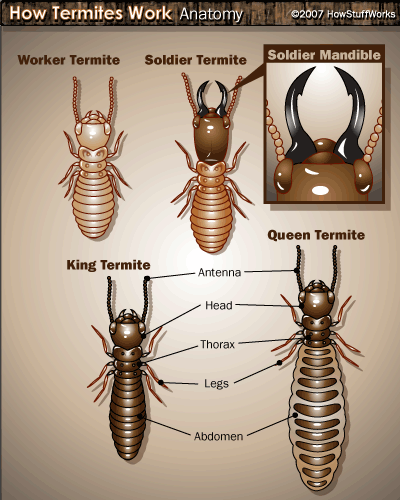 How Termites Work Anatomy ©2007 HowStuffWorks
Worker Termite
Soldier Termite
Soldier Mandible
Queen Termite
King Termite
Antenna
Head
Thorax
Legs
Abdomen